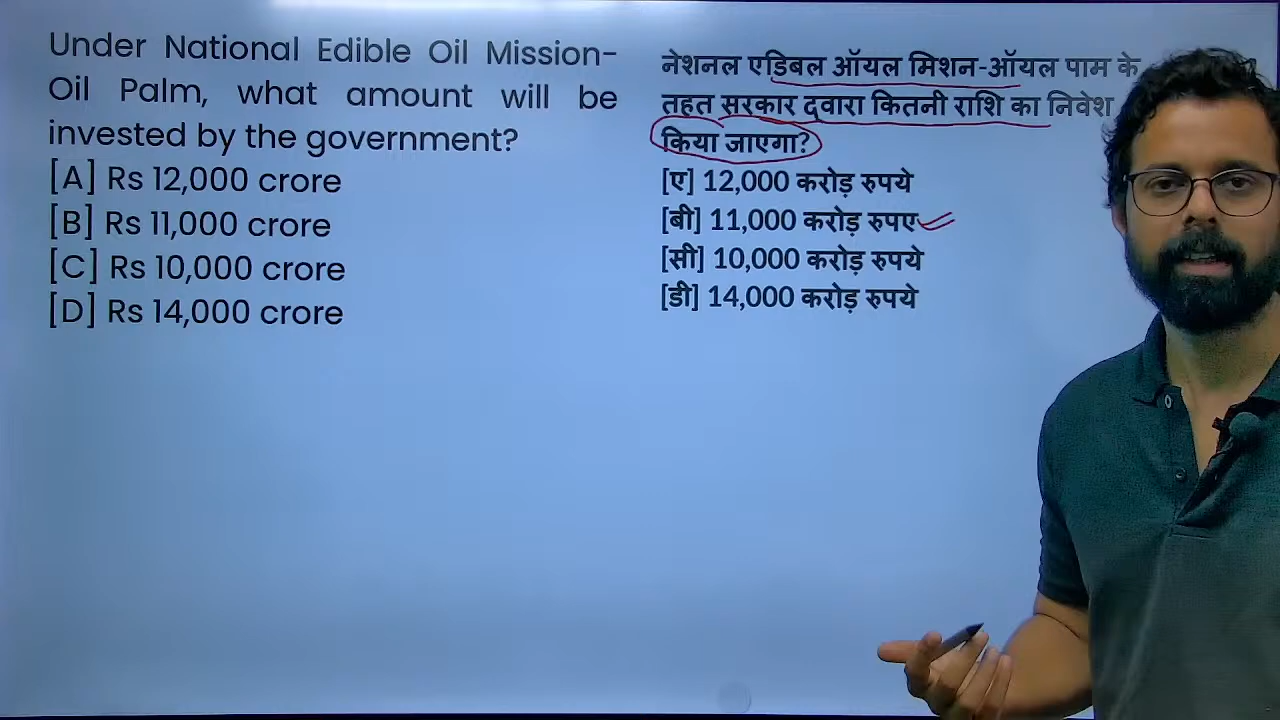 Under National Edible Oil Mission-
Oil Palm, what amount will be
invested by the government?
[A] Rs 12,000 crore
[B] Rs 11,000 crore
[C] Rs 10,000 crore
[D] Rs 14,000 crore
नेशनल एडिबल ऑयल मिशन-ऑयल पाम के
तहत सरकार द्वारा कितनी राशि का निवेश
किया जाएगा?
[ए] 12,000 करोड़ रुपये
[बी] 11,000 करोड़ रुपए
[सी] 10,000 करोड़ रुपये
[डी] 14,000 करोड़ रुपये